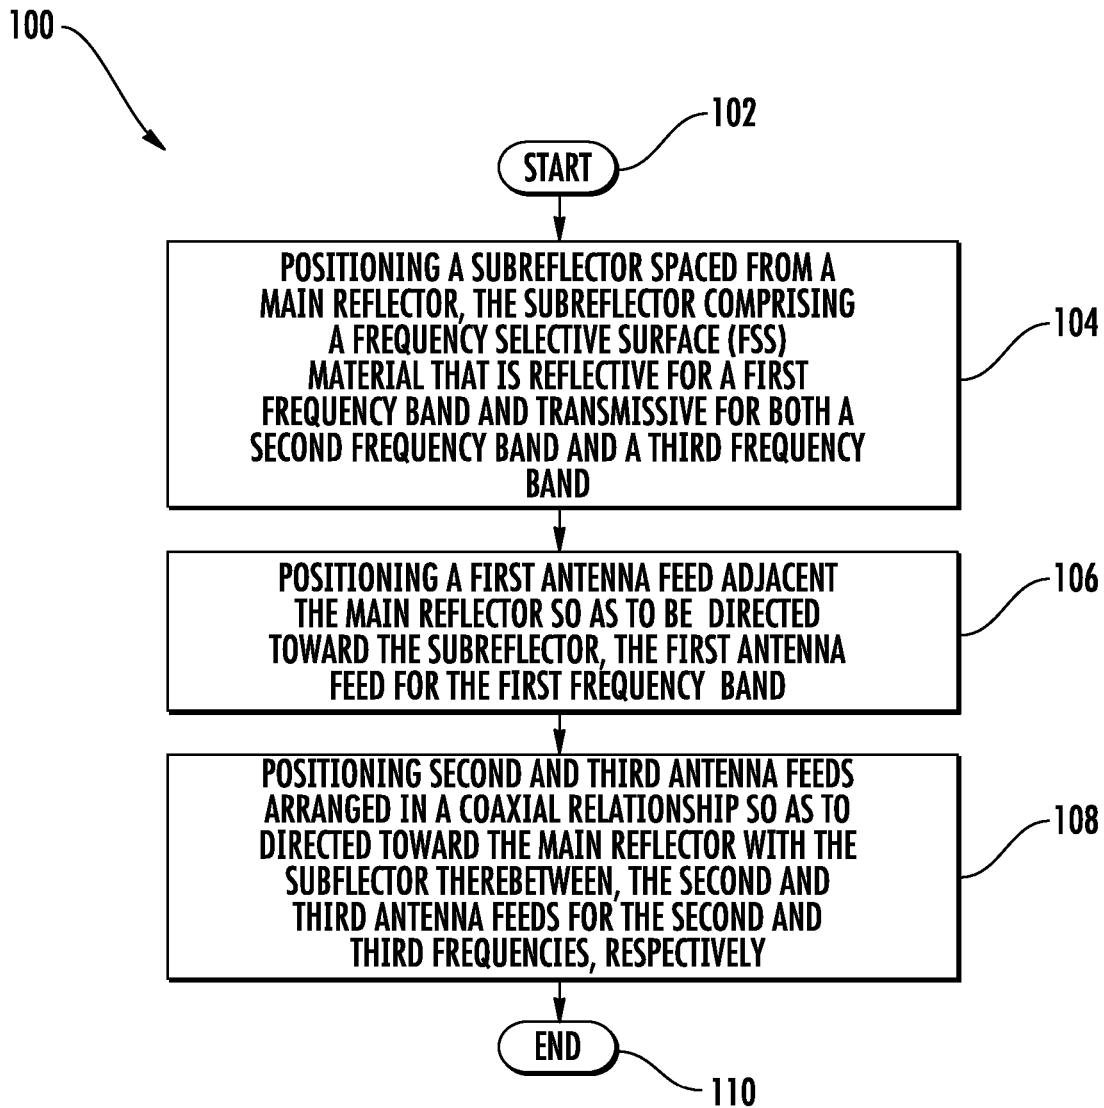 100
102
START
POSITIONING A SUBREFLECTOR SPACED FROM A
MAIN REFLECTOR, THE SUBREFLECTOR COMPRISING
A FREQUENCY SELECTIVE SURFACE (FSS)
MATERIAL THAT IS REFLECTIVE FOR A FIRST
FREQUENCY BAND AND TRANSMISSIVE FOR BOTH A
SECOND FREQUENCY BAND AND A THIRD FREQUENCY
BAND
104
POSITIONING A FIRST ANTENNA FEED ADJACENT
THE MAIN REFLECTOR SO AS TO BE DIRECTED
TOWARD THE SUBREFLECTOR, THE FIRST ANTENNA
FEED FOR THE FIRST FREQUENCY BAND
106
POSITIONING SECOND AND THIRD ANTENNA FEEDS
ARRANGED IN A COAXIAL RELATIONSHIP SO AS TO
DIRECTED TOWARD THE MAIN REFLECTOR WITH THE
SUBFLECTOR THEREBETWEEN, THE SECOND AND
THIRD ANTENNA FEEDS FOR THE SECOND AND
THIRD FREQUENCIES, RESPECTIVELY
108
END
110